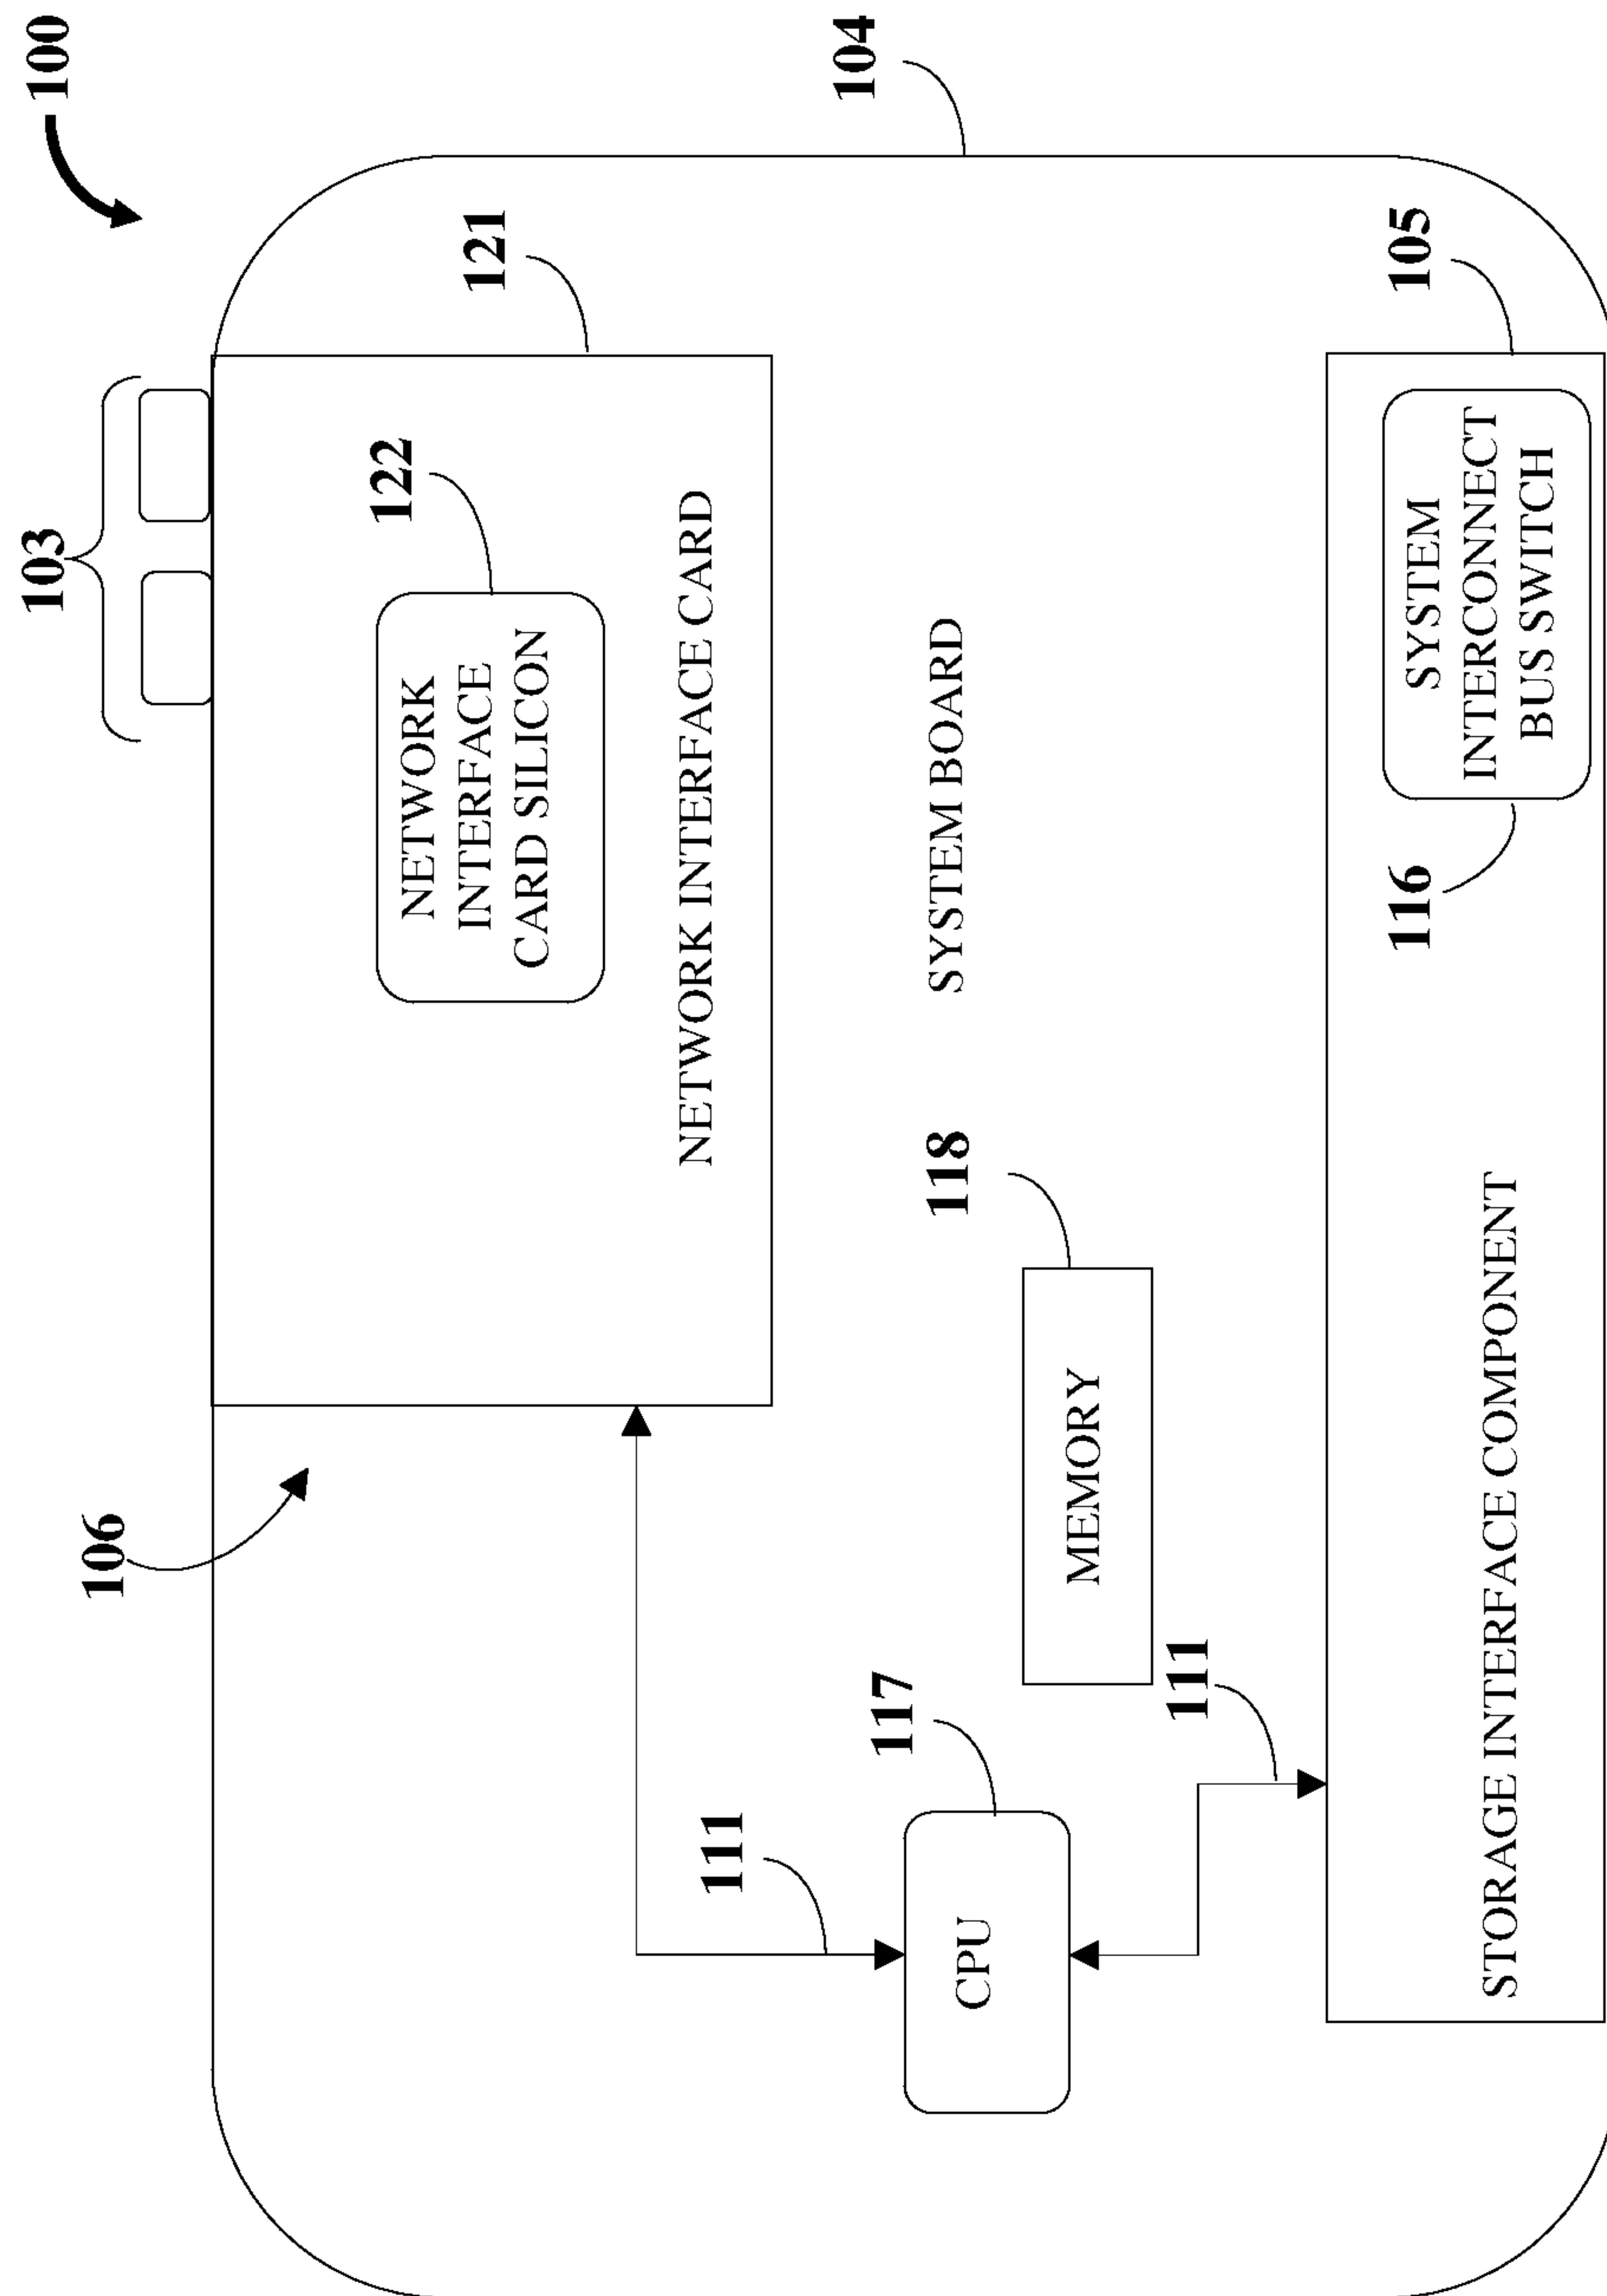 100
103
104
121
122
NETWORK
INTERFACE
CARD SILICON
NETWORK INTERFACE CARD
106
SYSTEM BOARD
118
MEMORY
117
CPU
111
111
105
SYSTEM
INTERCONNECT
BUS SWITCH
116
STORAGE INTERFACE COMPONENT